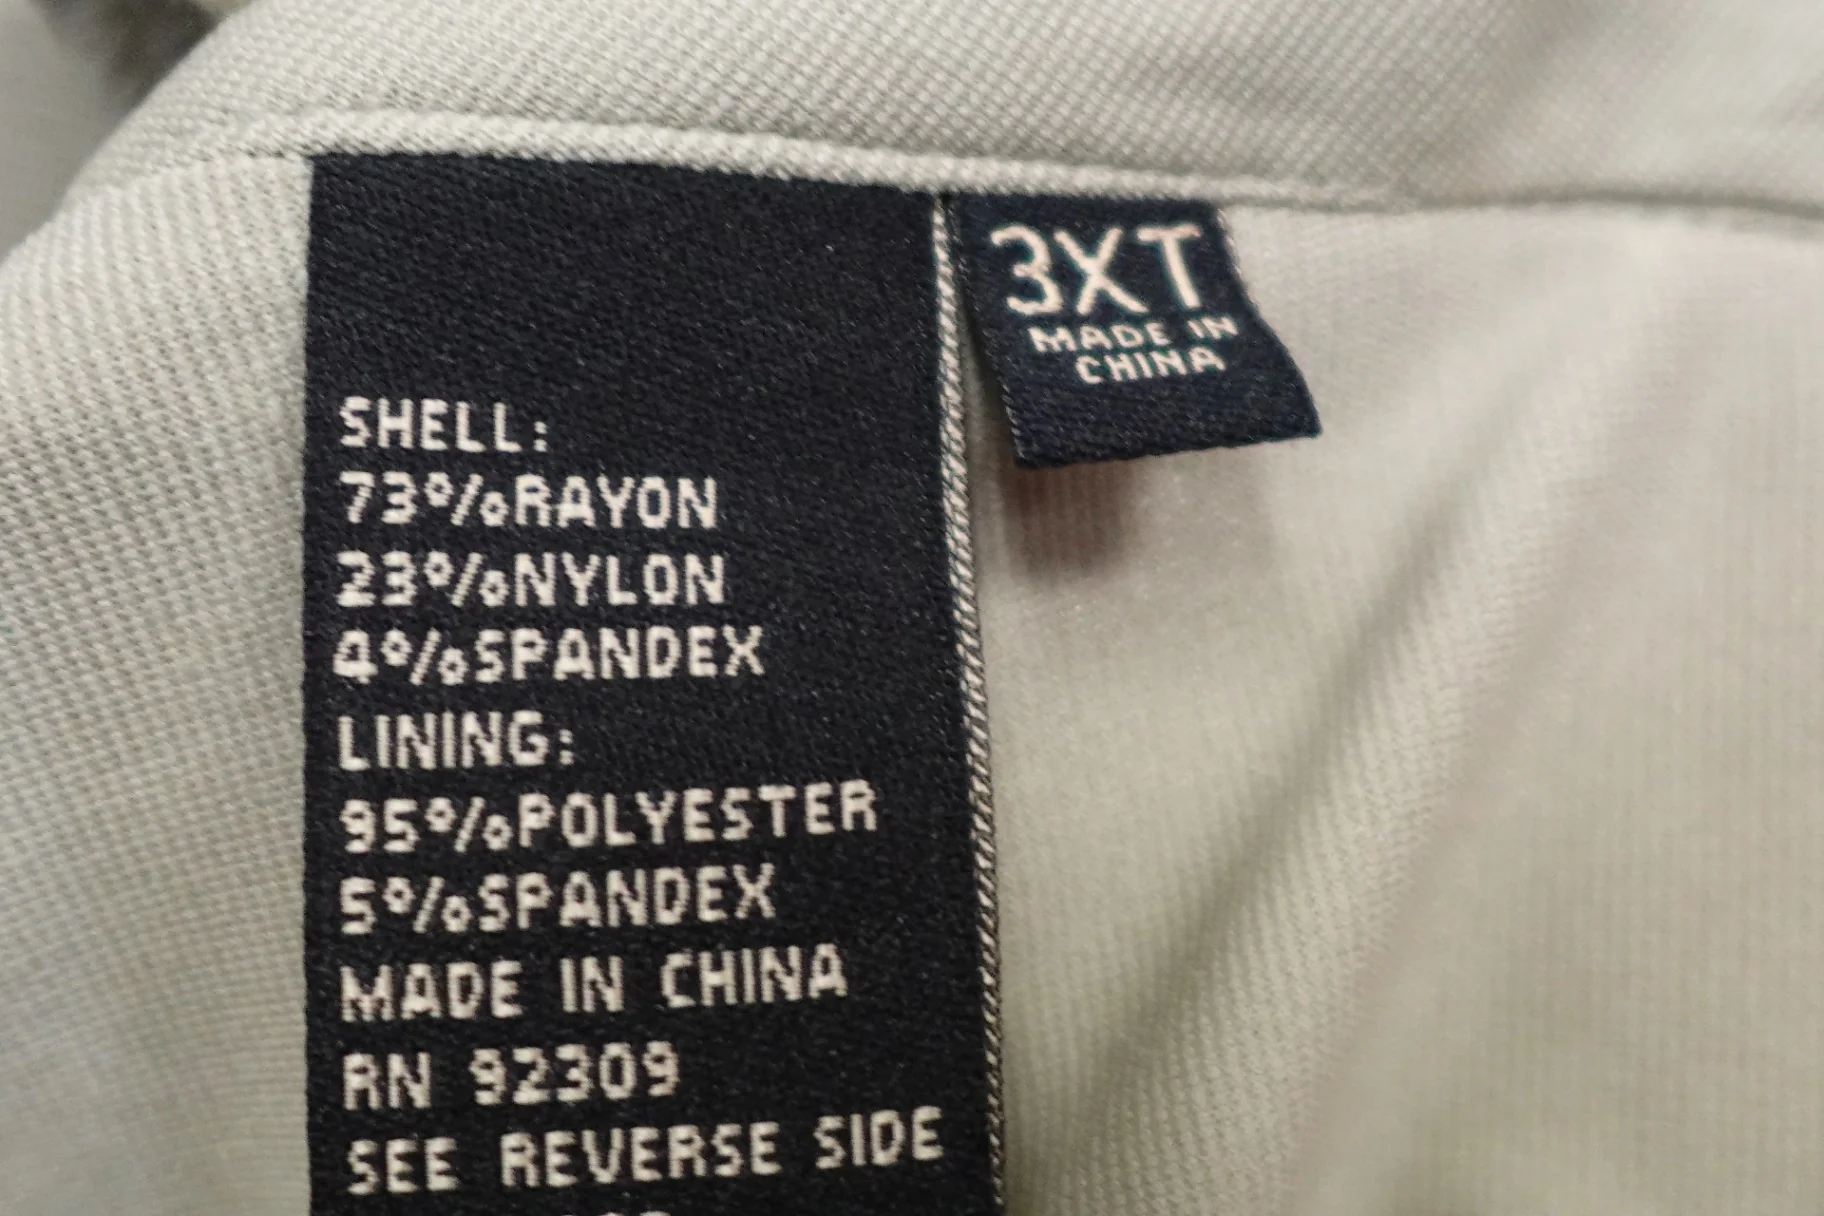 SHELL:
73%RAYON
23%NYLON
4%SPANDEX
LINING:
95%POLYESTER
5%SPANDEX
MADE IN CHINA
RN 92309
SEE REVERSE SIDE
3XT
MADE IN
CHINA